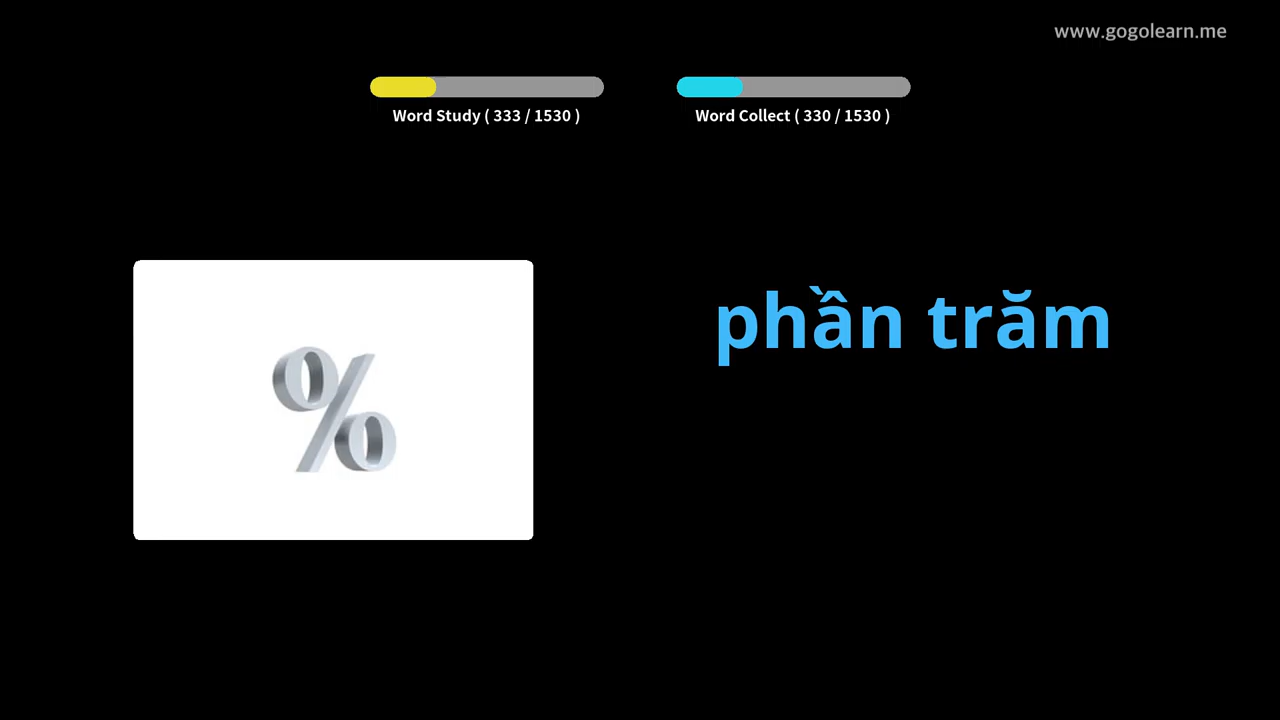 www.gogolearn.me
Word Study ( 333 / 1530 )
Word Collect ( 330 / 1530 )
%
phần trăm